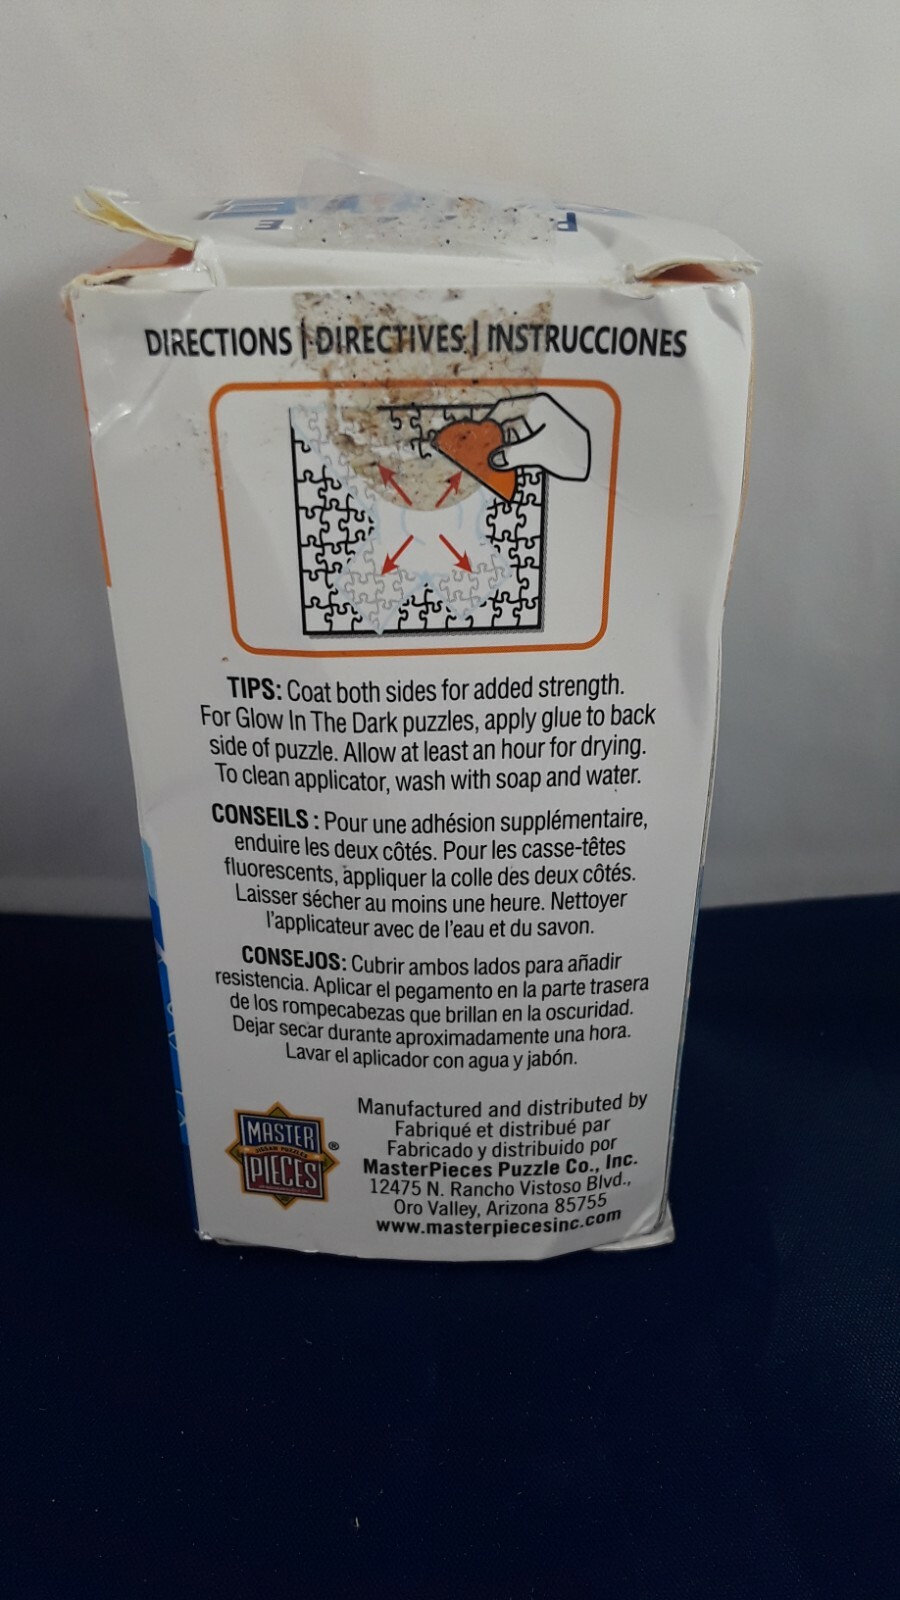 DIRECTIONS | DIRECTIVES | INSTRUCCIONES
TIPS: Coat both sides for added strength.
For Glow In The Dark puzzles, apply glue to back
side of puzzle. Allow at least an hour for drying.
To clean applicator, wash with soap and water.
CONSEILS : Pour une adhésion supplémentaire,
enduire les deux côtés. Pour les casse-têtes
fluorescents, appliquer la colle des deux côtés.
Laisser sécher au moins une heure. Nettoyer
l'applicateur avec de l'eau et du savon.
CONSEJOS: Cubrir ambos lados para añadir
resistencia. Aplicar el pegamento en la parte trasera
de los rompecabezas que brillan en la oscuridad.
Dejar secar durante aproximadamente una hora.
Lavar el aplicador con agua y jabón.
MASTER
JIGSAW PUZZLES
PIECES
®
Manufactured and distributed by
Fabriqué et distribué par
Fabricado y distribuido por
MasterPieces Puzzle Co., Inc.
12475 N. Rancho Vistoso Blvd.,
Oro Valley, Arizona 85755
www.masterpiecesinc.com